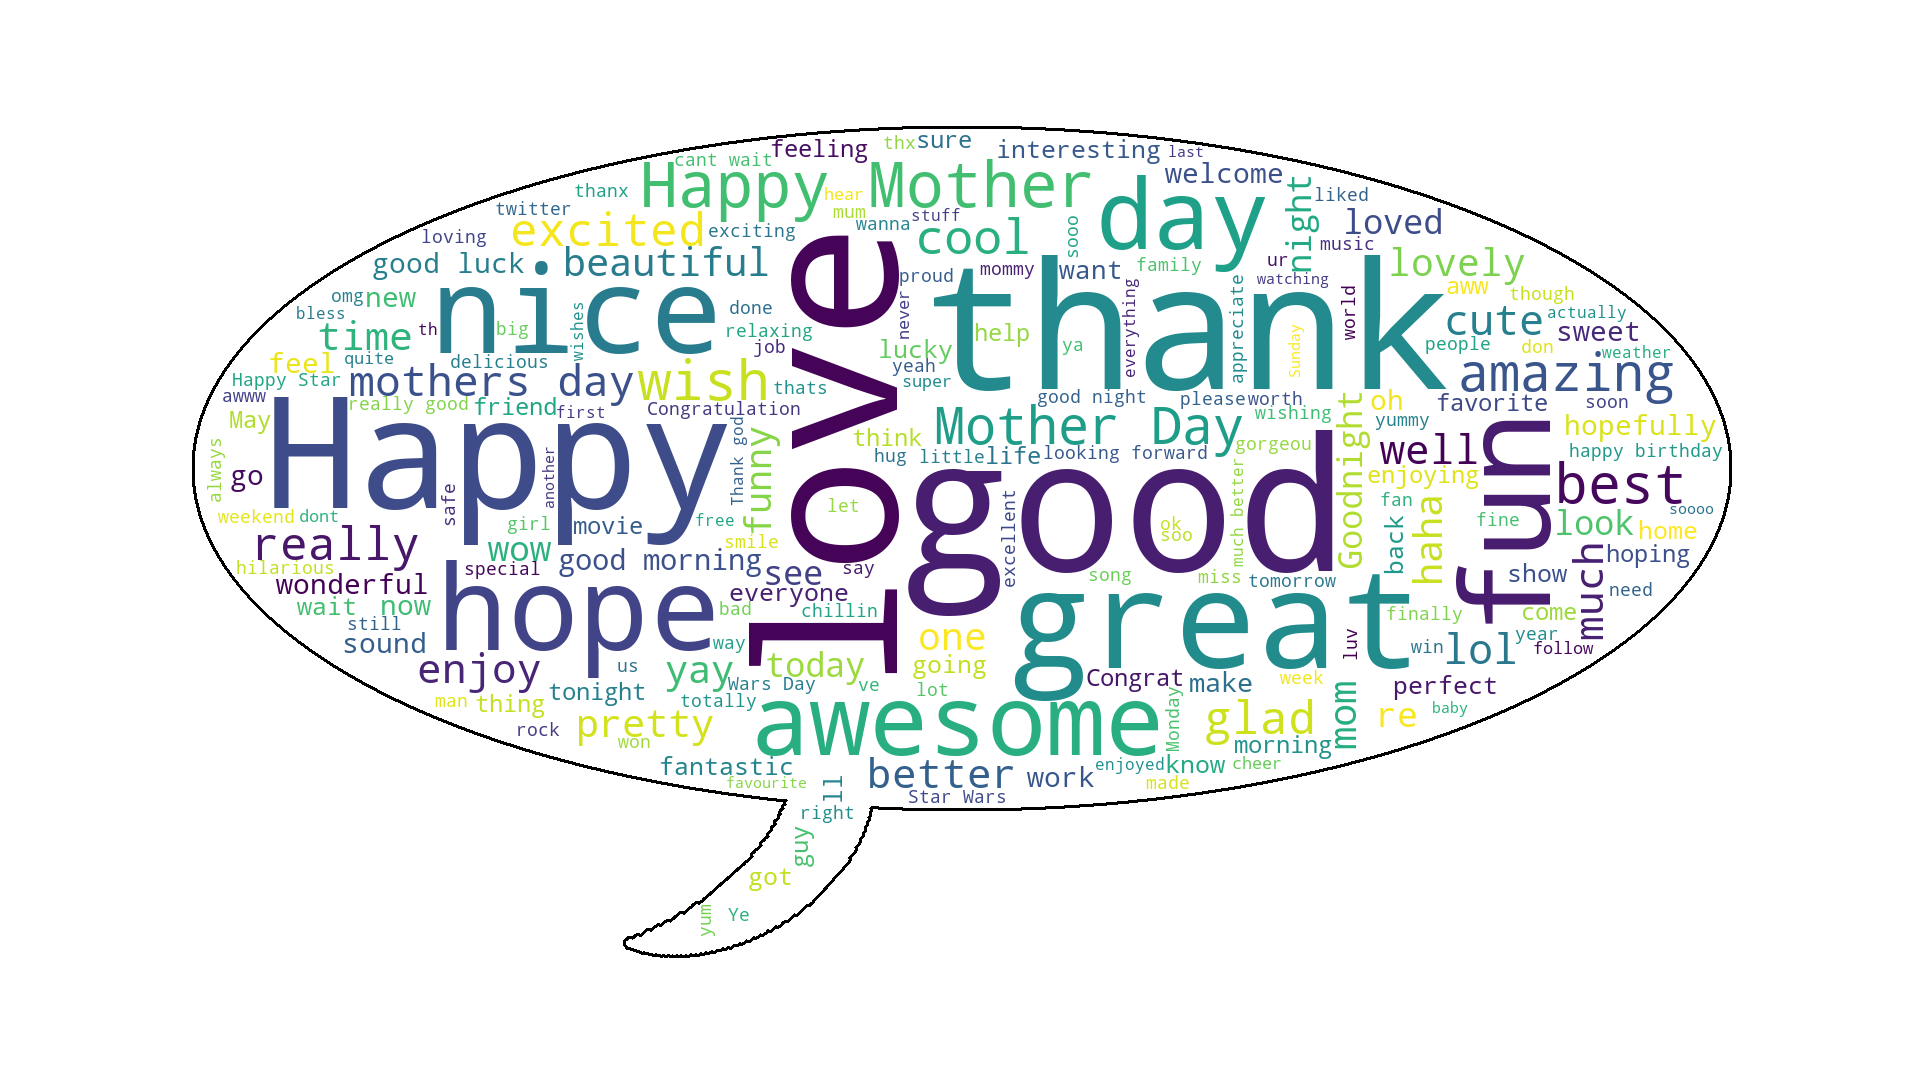 thx
sure
feeling
interesting
last
cant wait
Happy
Mother
welcome
thanx
hear
day
night
liked
twitter
mum
stuff
loved
excited
exciting
wanna
cool
sooo
music
loving
good luck
beautiful
proud
mommy
want
family
ur
watching
lovely
omg
new
nice
done
love
never
thank
everything
appreciate
world
aww
though
bless
time
th
big
wishes
relaxing
job
lucky
help
ya
Sunday
cute
sweet
actually
people
don
weather
feel
quite
delicious
yeah
super
Happy Star
mothers day
wish
thats
amazing
awww
really good
friend
first
Congratulation
good night
please
worth
oh
favorite
soon
May
Happy
Thank god
funny
think
Mother Day
wishing
yummy
hopefully
always
go
safe
another
hug
little
life
looking forward
gorgeou
Goodnight
well
fun
happy birthday
enjoying
best
weekend
dont
girl
movie
free
let
good
excellent
ok
soo
much better
fan
haha
back
fine
look
home
soooo
really
wow
good morning
smile
hilarious
special
see
say
song
miss
tomorrow
show
hoping
much
wonderful
hope
everyone
need
wait
now
bad
chillin
great
finally
come
still
sound
way
one
luv
win
lol
year
follow
enjoy
us
yay
today
going
Congrat
make
week
perfect
tonight
Wars Day
ve
lot
man
thing
totally
Monday
glad
mom
re
baby
rock
pretty
won
awesome
morning
fantastic
better
work
enjoyed
know
cheer
favourite
ll
made
Star Wars
right
guy
got
yum
Ye